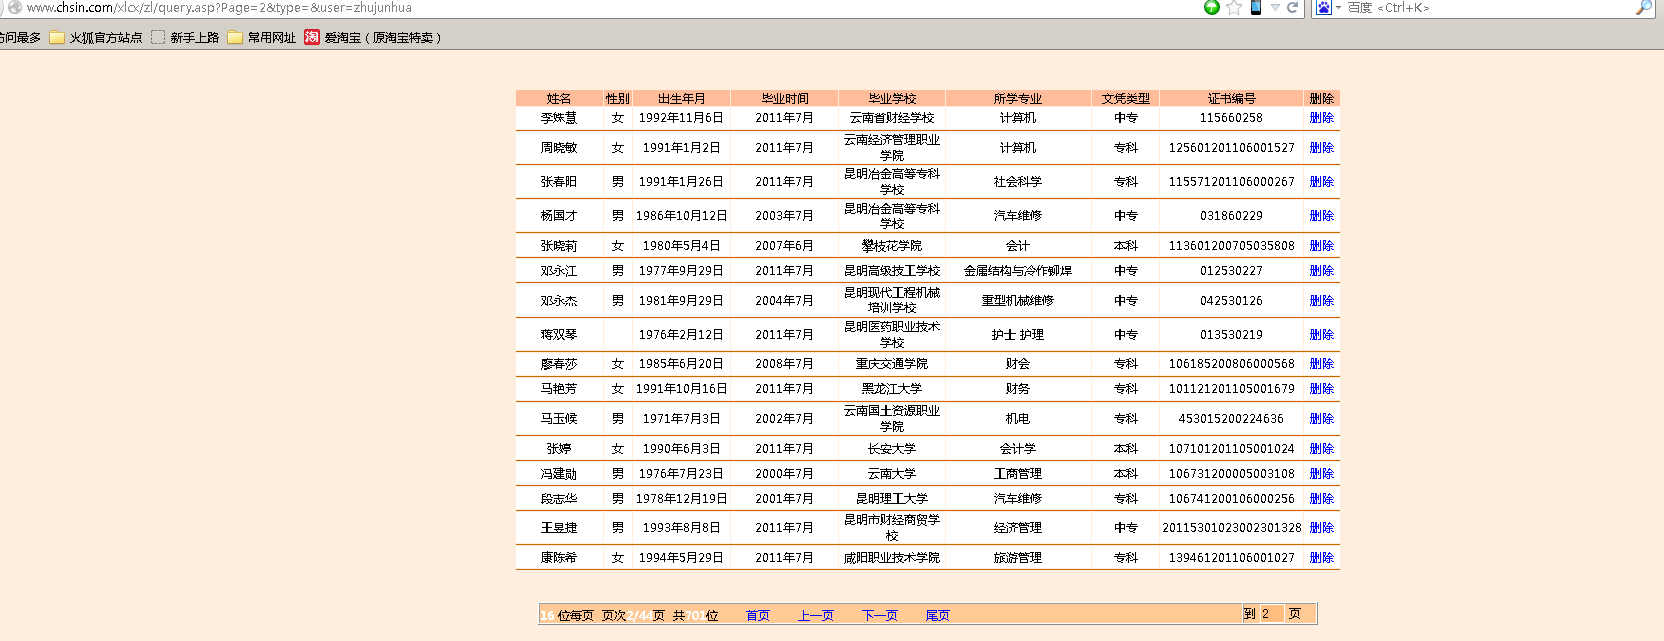 www.chsin.com/xlcx/zl/query.asp?Page=2&type=&user=zhujunhua
百度 <Ctrl+K>
访问最多 火狐官方站点 新手上路 常用网址 爱淘宝（原淘宝特卖）
姓名 性别 出生年月 毕业时间 毕业学校 所学专业 文凭类型 证书编号 删除
李姝慧 女 1992年11月6日 2011年7月 云南省财经学校 计算机 中专 115660258 删除
周晓敏 女 1991年1月2日 2011年7月 云南经济管理职业学院 计算机 专科 125601201106001527 删除
张春阳 男 1991年1月26日 2011年7月 昆明冶金高等专科学校 社会科学 专科 115571201106000267 删除
杨国才 男 1986年10月12日 2003年7月 昆明冶金高等专科学校 汽车维修 中专 031860229 删除
张晓莉 女 1980年5月4日 2007年6月 攀枝花学院 会计 本科 113601200705035808 删除
邓永江 男 1977年9月29日 2011年7月 昆明高级技工学校 金属结构与冷作铆焊 中专 012530227 删除
邓永杰 男 1981年9月29日 2004年7月 昆明现代工程机械培训学校 重型机械维修 中专 042530126 删除
蒋双琴 1976年2月12日 2011年7月 昆明医药职业技术学校 护士 护理 中专 013530219 删除
廖春莎 女 1985年6月20日 2008年7月 重庆交通学院 财会 专科 106185200806000568 删除
马艳芳 女 1991年10月16日 2011年7月 黑龙江大学 财务 专科 101121201105001679 删除
马玉候 男 1971年7月3日 2002年7月 云南国土资源职业学院 机电 专科 453015200224636 删除
张婷 女 1990年6月3日 2011年7月 长安大学 会计学 本科 107101201105001024 删除
冯建勋 男 1976年7月23日 2000年7月 云南大学 工商管理 本科 106731200005003108 删除
段志华 男 1978年12月19日 2001年7月 昆明理工大学 汽车维修 专科 106741200106000256 删除
王昱捷 男 1993年8月8日 2011年7月 昆明市财经商贸学校 经济管理 中专 20115301023002301328 删除
康陈希 女 1994年5月29日 2011年7月 咸阳职业技术学院 旅游管理 专科 139461201106001027 删除
16 位每页 页次2/44页 共701位 首页 上一页 下一页 尾页 到 2 页